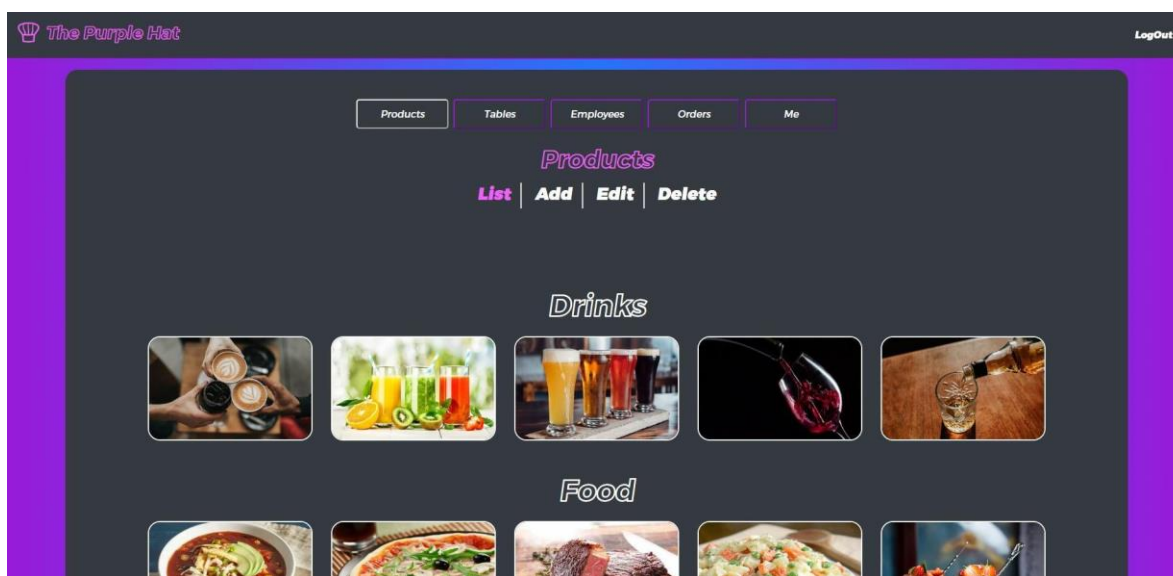 The Purple Hat
LogOut
Products Tables Employees Orders Me
Products
List Add Edit Delete
Drinks
Food